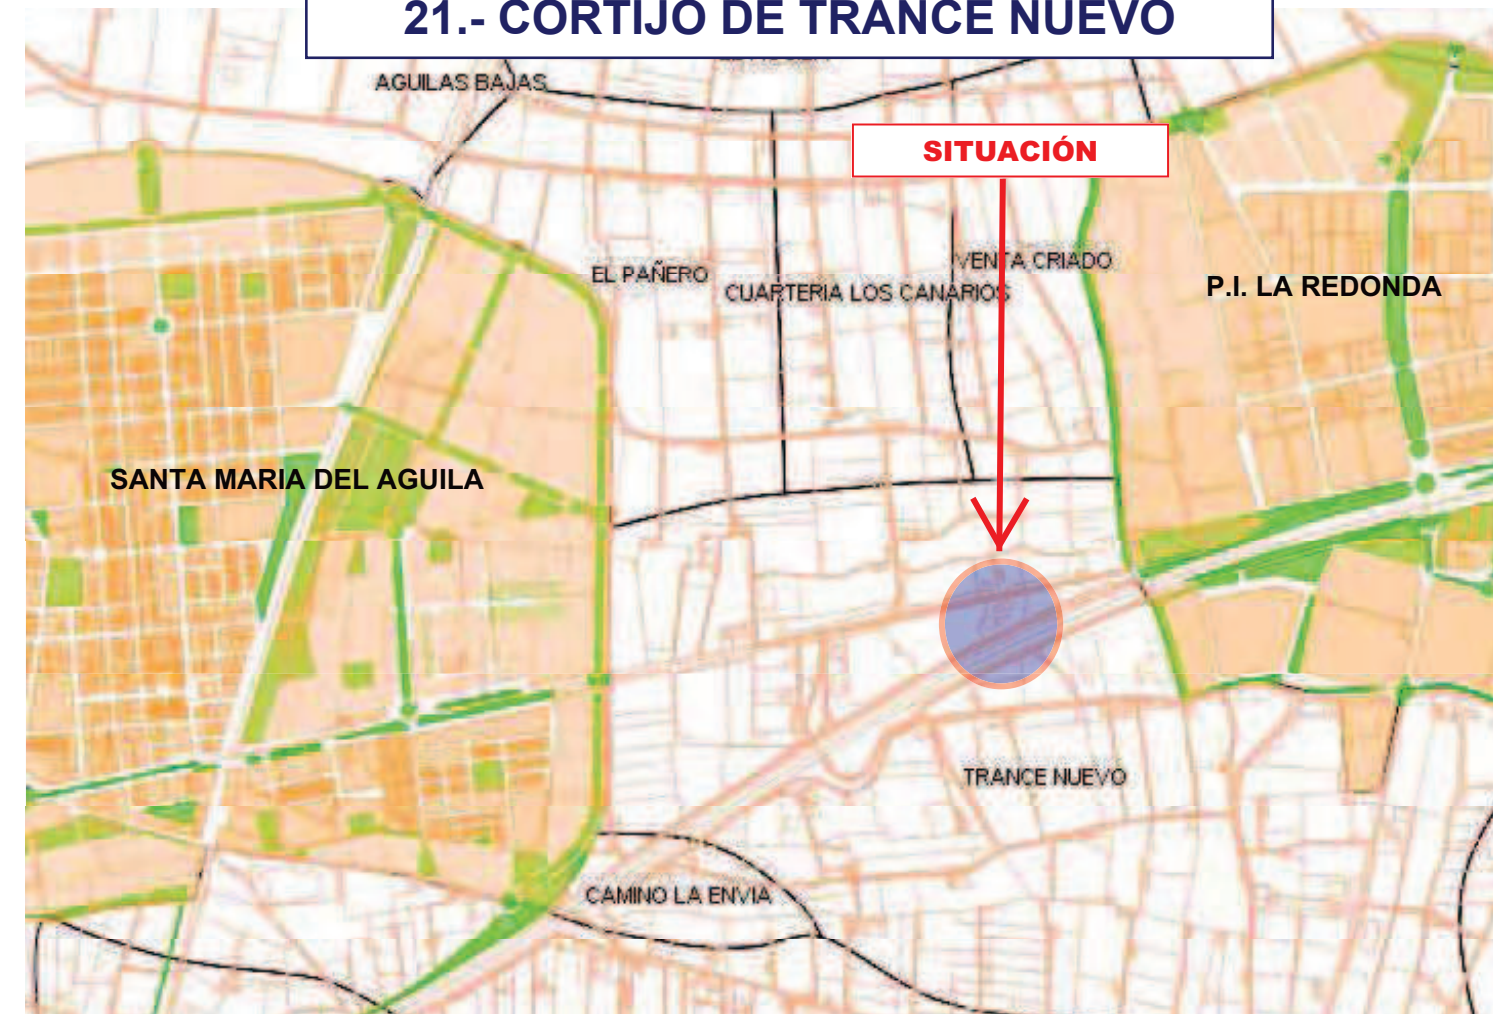 21.- CORTIJO DE TRANCE NUEVO
AGUILAS BAJAS
SITUACIÓN
VENTA CRIADO
EL PAÑERO
CUARTERIA LOS CANARIOS
P.I. LA REDONDA
SANTA MARIA DEL AGUILA
TRANCE NUEVO
CAMINO LA ENVIA